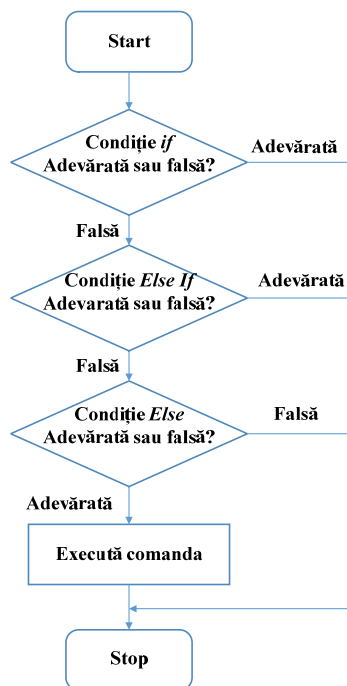 Start
Condiție if
Adevărată sau falsă?
Adevărată
Falsă
Condiție Else If
Adevarată sau falsă?
Adevărată
Falsă
Condiție Else
Adevărată sau falsă?
Falsă
Adevărată
Execută comanda
Stop